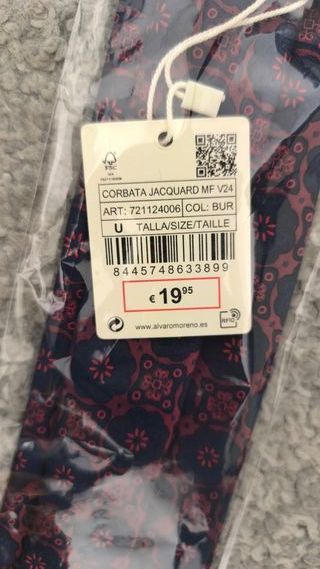 FSC
CORBATA JACQUARD MF V24
ART: 721124006 COL: BUR
U TALLA/SIZE/TAILLE
8445748633899
€ 19 95
www.alvaromoreno.es
RFID